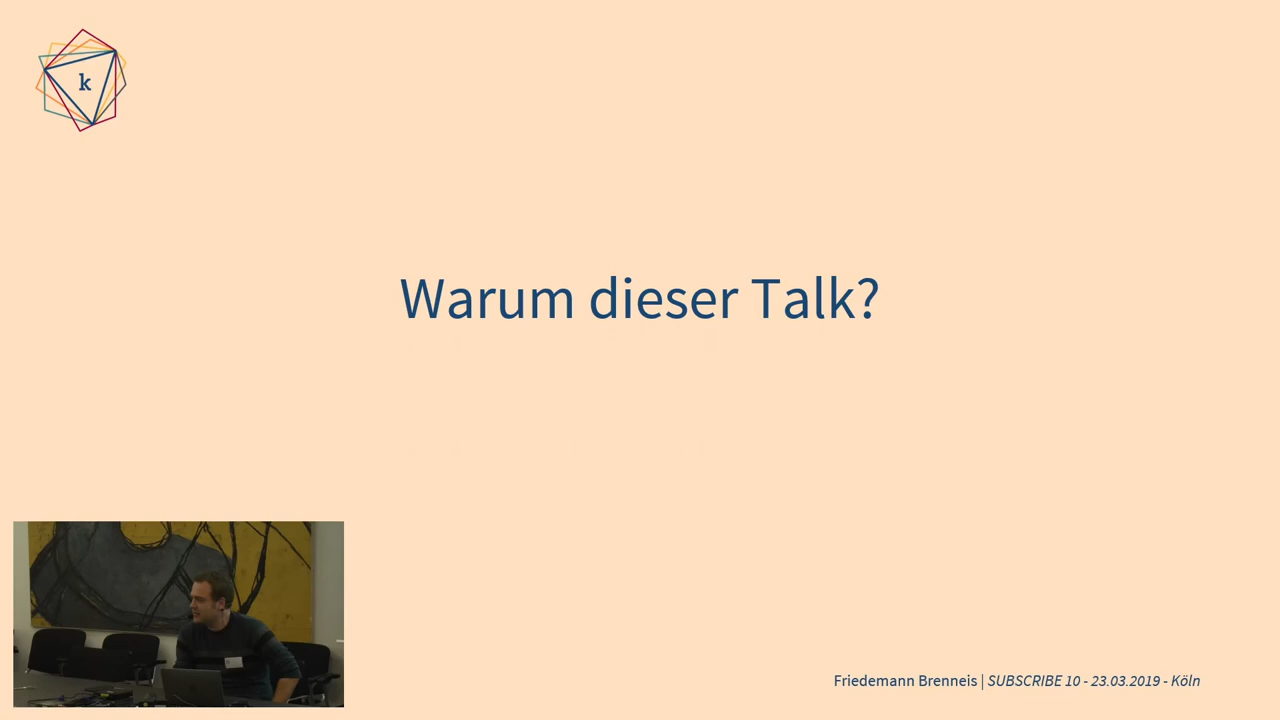 k
Warum dieser Talk?
Friedemann Brenneis | SUBSCRIBE 10 - 23.03.2019 - Köln